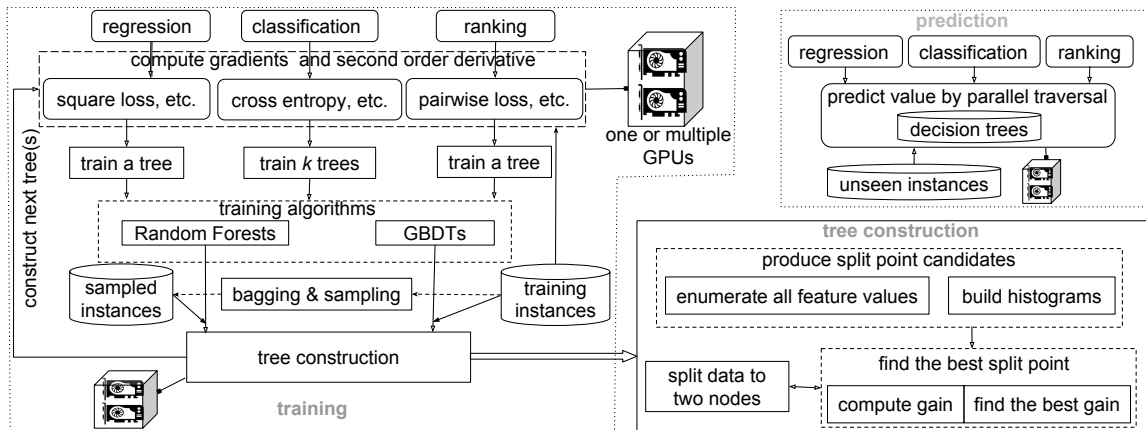 regression
classification
ranking
compute gradients and second order derivative
square loss, etc.
cross entropy, etc.
pairwise loss, etc.
one or multiple
GPUs
train a tree
train k trees
train a tree
construct next tree(s)
training algorithms
Random Forests
GBDTs
sampled
instances
bagging & sampling
training
instances
tree construction
training
prediction
regression
classification
ranking
predict value by parallel traversal
decision trees
unseen instances
tree construction
produce split point candidates
enumerate all feature values
build histograms
find the best split point
split data to
two nodes
compute gain
find the best gain